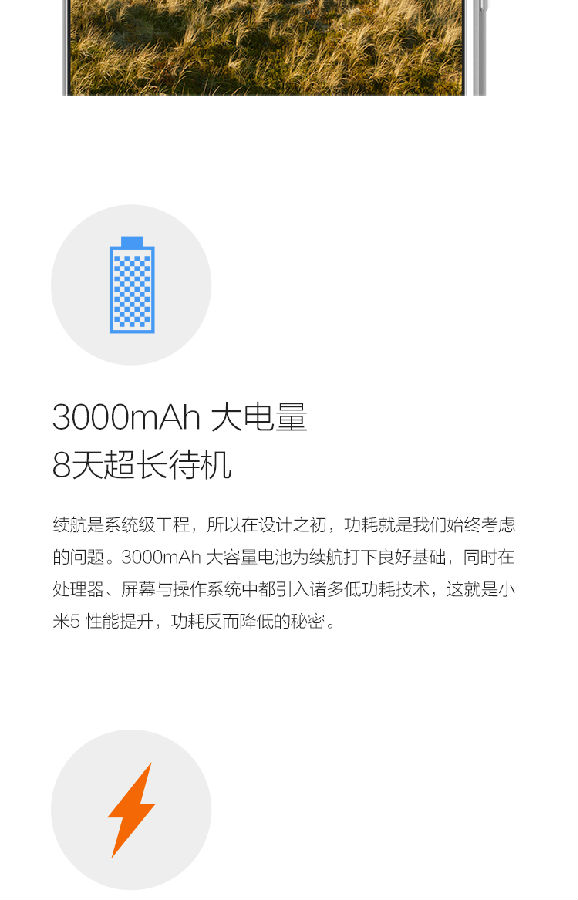 3000mAh 大电量
8天超长待机
续航是系统级工程，所以在设计之初，功耗就是我们始终考虑
的问题。3000mAh 大容量电池为续航打下良好基础，同时在
处理器、屏幕与操作系统中都引入诸多低功耗技术，这就是小
米5 性能提升，功耗反而降低的秘密。